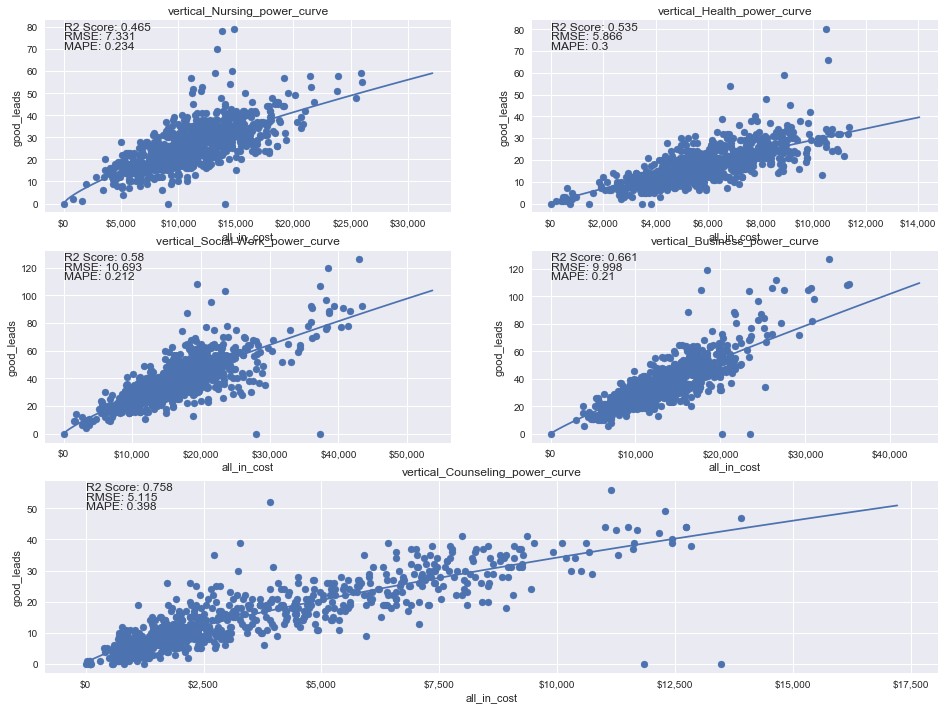 vertical_Nursing_power_curve
R2 Score: 0.465
RMSE: 7.331
MAPE: 0.234
80
70
60
50
40
30
20
10
0
good_leads
$0
$5,000
$10,000
$15,000
$20,000
$25,000
$30,000
all_in_cost
vertical_Health_power_curve
R2 Score: 0.535
RMSE: 5.866
MAPE: 0.3
80
70
60
50
40
30
20
10
0
good_leads
$0
$2,000
$4,000
$6,000
$8,000
$10,000
$12,000
$14,000
all_in_cost
vertical_Social Work_power_curve
R2 Score: 0.58
RMSE: 10.693
MAPE: 0.212
120
100
80
60
40
20
0
good_leads
$0
$10,000
$20,000
$30,000
$40,000
$50,000
all_in_cost
vertical_Business_power_curve
R2 Score: 0.661
RMSE: 9.998
MAPE: 0.21
120
100
80
60
40
20
0
good_leads
$0
$10,000
$20,000
$30,000
$40,000
all_in_cost
vertical_Counseling_power_curve
R2 Score: 0.758
RMSE: 5.115
MAPE: 0.398
50
40
30
20
10
0
good_leads
$0
$2,500
$5,000
$7,500
$10,000
$12,500
$15,000
$17,500
all_in_cost